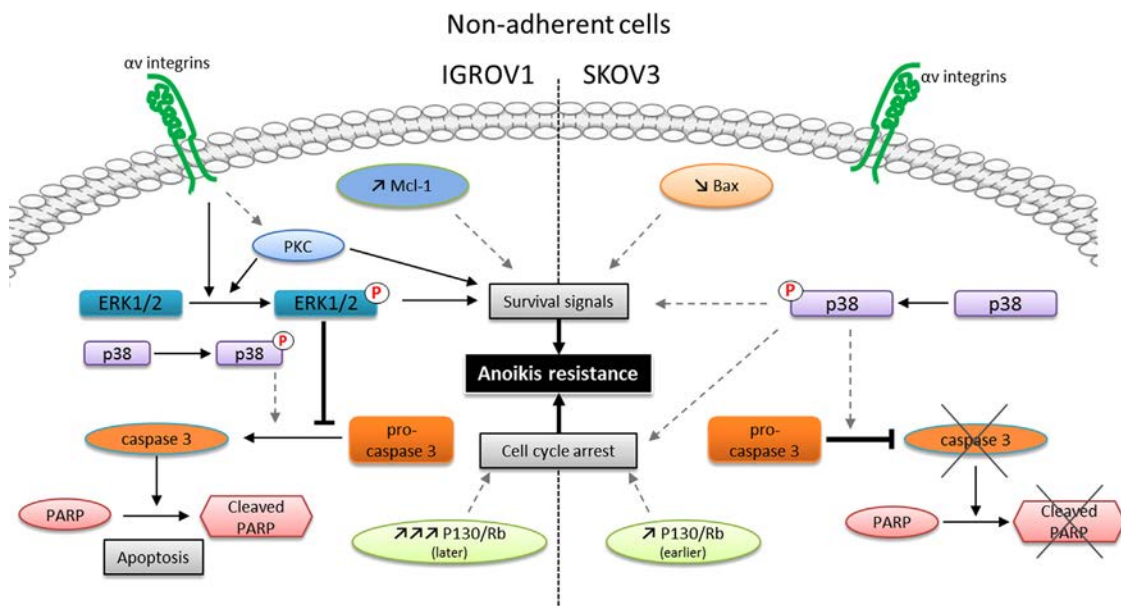 Non-adherent cells
IGROV1
SKOV3
αv integrins
αv integrins
↗ Mcl-1
↘ Bax
PKC
ERK1/2
ERK1/2
P
Survival signals
P
p38
p38
p38
p38
P
Anoikis resistance
caspase 3
pro-
caspase 3
Cell cycle arrest
pro-
caspase 3
caspase 3
PARP
Cleaved
PARP
Apoptosis
↗↗↗ P130/Rb
(later)
↗ P130/Rb
(earlier)
PARP
Cleaved
PARP